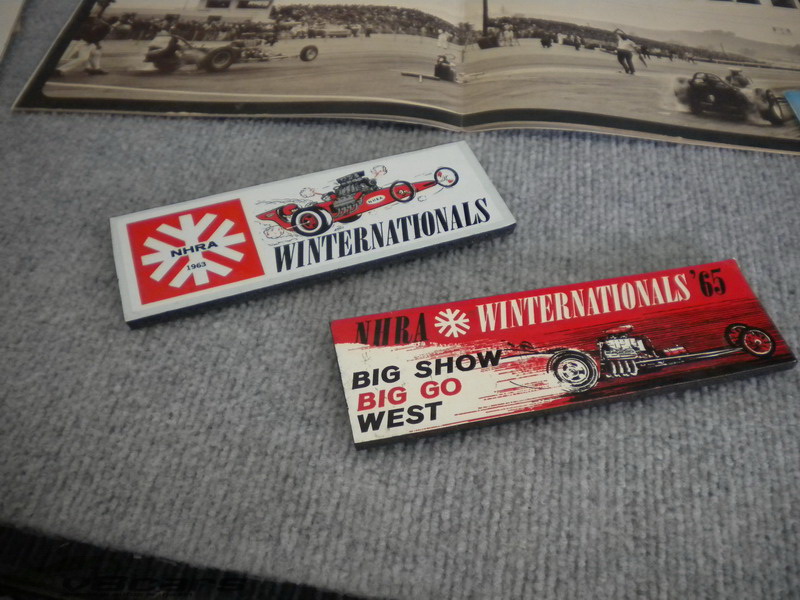 NHRA
1963
WINTERNATIONALS
NHRA WINTERNATIONALS '65
BIG SHOW
BIG GO
WEST